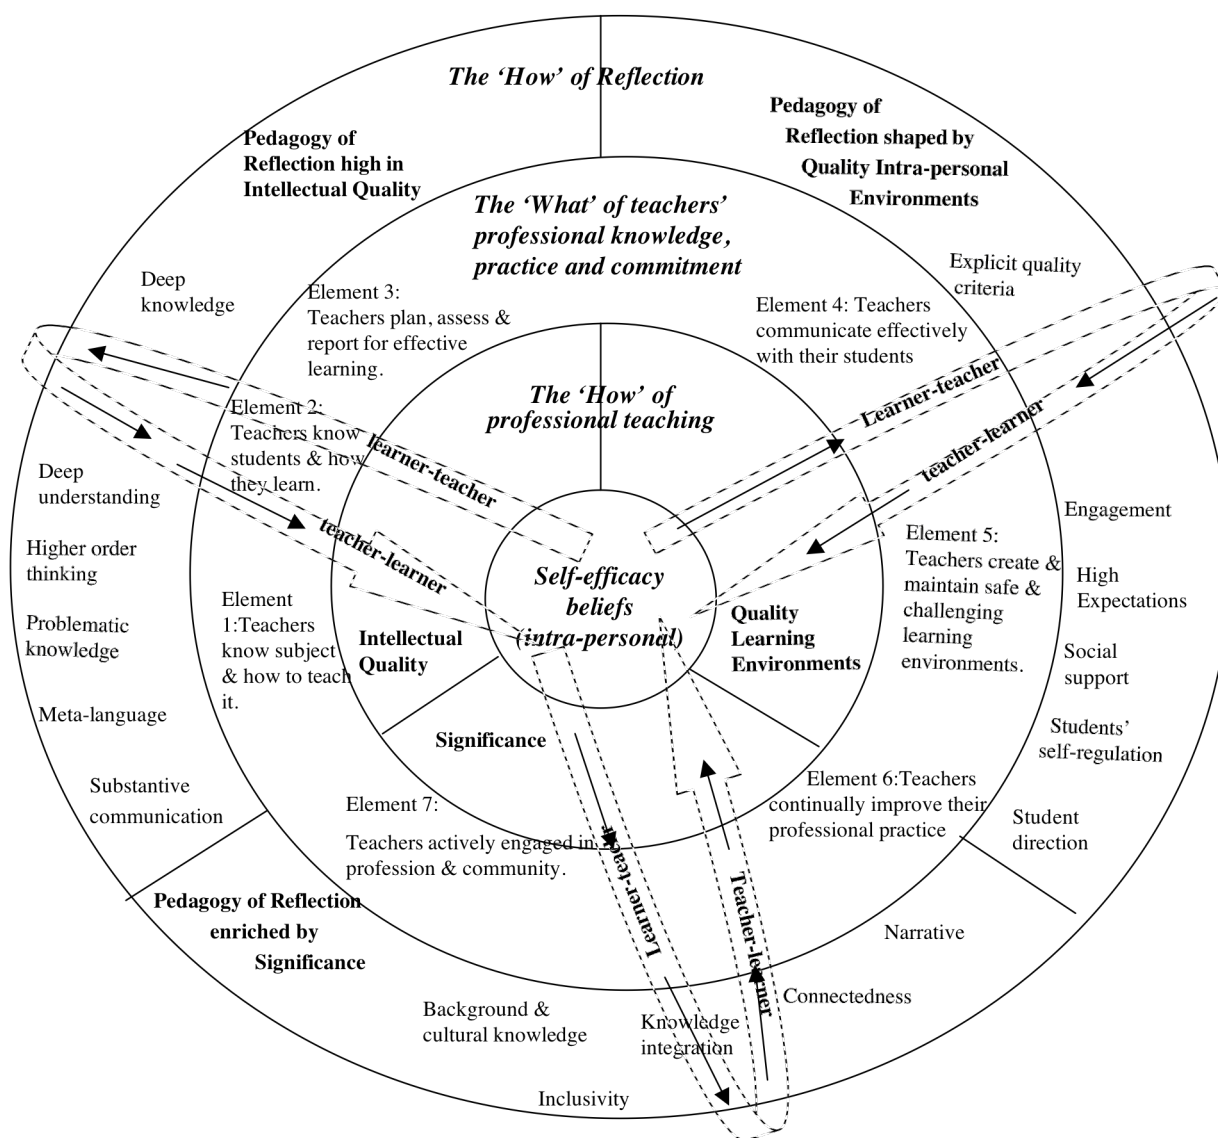 The ‘How’ of Reflection
Pedagogy of
Reflection high in
Intellectual Quality
Pedagogy of
Reflection shaped by
Quality Intra-personal
Environments
The ‘What’ of teachers’
professional knowledge,
practice and commitment
Deep
knowledge
Element 3:
Teachers plan, assess &
report for effective
learning.
Element 4: Teachers
communicate effectively
with their students
Explicit quality
criteria
The ‘How’ of
professional teaching
Element 2:
Teachers know
students & how
they learn.
learner-teacher
teacher-learner
Learner-teacher
teacher-learner
Deep
understanding
Higher order
thinking
Problematic
knowledge
Meta-language
Substantive
communication
Element
1:Teachers
know subject
& how to teach
it.
Intellectual
Quality
Self-efficacy
beliefs
(intra-personal)
Quality
Learning
Environments
Element 5:
Teachers create &
maintain safe &
challenging
learning
environments.
Engagement
High
Expectations
Social
support
Students’
self-regulation
Student
direction
Significance
Element 7:
Teachers actively engaged in
profession & community.
Element 6:Teachers
continually improve their
professional practice
Learner-teacher
Teacher-learner
Pedagogy of Reflection
enriched by
Significance
Narrative
Connectedness
Background &
cultural knowledge
Knowledge
integration
Inclusivity